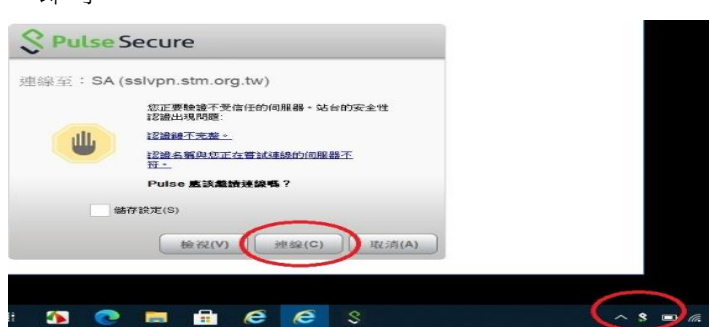 Pulse Secure
連線至：SA (sslvpn.stm.org.tw)
您正要驗證不受信任的伺服器。站台的安全性
認證出現問題:
認證鏈不完整。
認證名稱與您正在嘗試連線的伺服器不
符。
Pulse 應該繼續連線嗎？
儲存設定(S)
檢視(V)
連線(C)
取消(A)